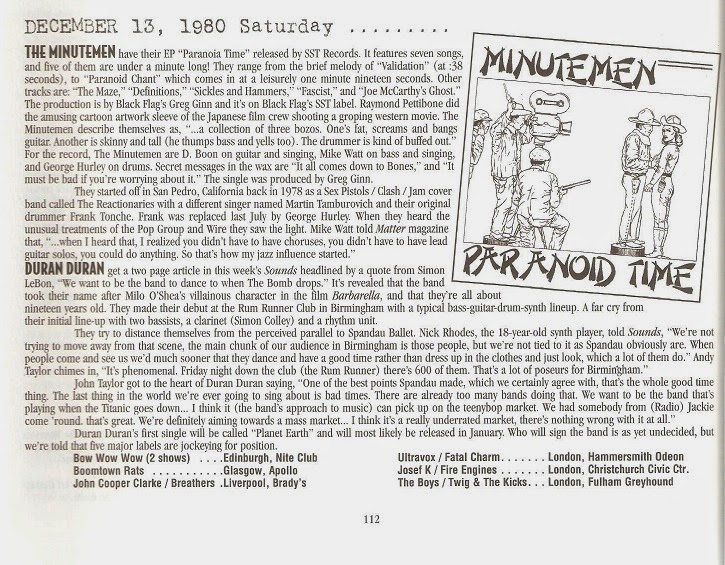 DECEMBER 13, 1980 Saturday .........
THE MINUTEMEN have their EP "Paranoia Time" released by SST Records. It features seven songs,
and five of them are under a minute long! They range from the brief melody of "Validation" (at :38
seconds), to "Paranoid Chant" which comes in at a leisurely one minute nineteen seconds. Other
tracks are: "The Maze," "Definitions," "Sickles and Hammers," "Fascist," and "Joe McCarthy's Ghost."
The production is by Black Flag's Greg Ginn and it's on Black Flag's SST label. Raymond Pettibone did
the amusing cartoon artwork sleeve of the Japanese film crew shooting a groping western movie. The
Minutemen describe themselves as, "...a collection of three bozos. One's fat, screams and bangs
guitar. Another is skinny and tall (he thumps bass and yells too). The drummer is kind of buffed out."
For the record, The Minutemen are D. Boon on guitar and singing, Mike Watt on bass and singing,
and George Hurley on drums. Secret messages in the wax are "It all comes down to Bones," and "It
must be bad if you're worrying about it." The single was produced by Greg Ginn.
They started off in San Pedro, California back in 1978 as a Sex Pistols / Clash / Jam cover
band called The Reactionaries with a different singer named Martin Tamburovich and their original
drummer Frank Tonche. Frank was replaced last July by George Hurley. When they heard the
unusual treatments of the Pop Group and Wire they saw the light. Mike Watt told Matter magazine
that, "...when I heard that, I realized you didn't have to have choruses, you didn't have to have lead
guitar solos, you could do anything. So that's how my jazz influence started."
MINUTEMEN
PARANOID TIME
DURAN DURAN get a two page article in this week's Sounds headlined by a quote from Simon
LeBon, "We want to be the band to dance to when The Bomb drops." It's revealed that the band
took their name after Milo O'Shea's villainous character in the film Barbarella, and that they're all about
nineteen years old. They made their debut at the Rum Runner Club in Birmingham with a typical bass-guitar-drum-synth lineup. A far cry from
their initial line-up with two bassists, a clarinet (Simon Colley) and a rhythm unit.
They try to distance themselves from the perceived parallel to Spandau Ballet. Nick Rhodes, the 18-year-old synth player, told Sounds, "We're not
trying to move away from that scene, the main chunk of our audience in Birmingham is those people, but we're not tied to it as Spandau obviously are. When
people come and see us we'd much sooner that they dance and have a good time rather than dress up in the clothes and just look, which a lot of them do." Andy
Taylor chimes in, "It's phenomenal. Friday night down the club (the Rum Runner) there's 600 of them. That's a lot of poseurs for Birmingham."
John Taylor got to the heart of Duran Duran saying, "One of the best points Spandau made, which we certainly agree with, that's the whole good time
thing. The last thing in the world we're ever going to sing about is bad times. There are already too many bands doing that. We want to be the band that's
playing when the Titanic goes down... I think it (the band's approach to music) can pick up on the teenybop market. We had somebody from (Radio) Jackie
come 'round. that's great. We're definitely aiming towards a mass market... I think it's a really underrated market, there's nothing wrong with it at all."
Duran Duran's first single will be called "Planet Earth" and will most likely be released in January. Who will sign the band is as yet undecided, but
we're told that five major labels are jockeying for position.
Bow Wow Wow (2 shows) ....Edinburgh, Nite Club
Boomtown Rats ..........Glasgow, Apollo
John Cooper Clarke / Breathers .Liverpool, Brady's
Ultravox / Fatal Charm....... London, Hammersmith Odeon
Josef K / Fire Engines ....... London, Christchurch Civic Ctr.
The Boys / Twig & The Kicks... London, Fulham Greyhound
112